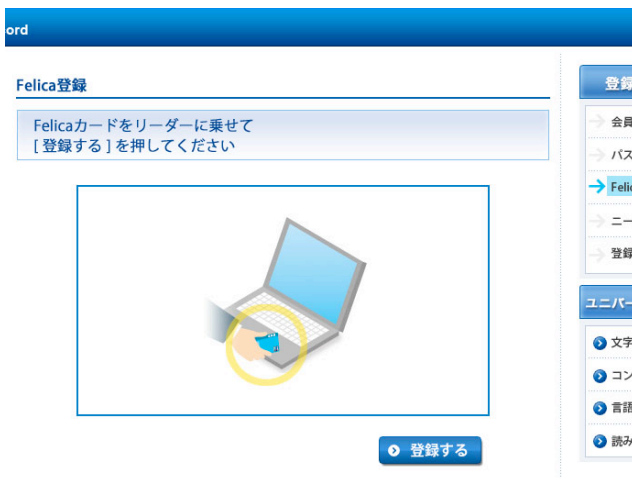 ord
Felica登録
Felicaカードをリーダーに乗せて
[ 登録する ] を押してください
登録する
登録
会員
パス
Felic
ニー
登録
ユニバー
文字
コン
言語
読み